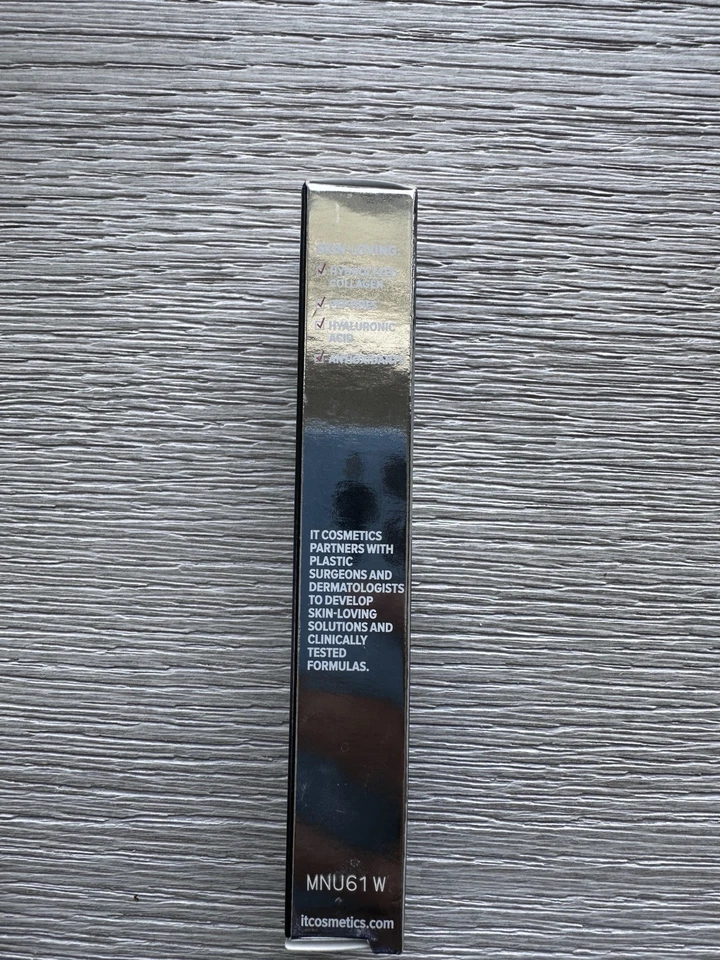 SKIN-LOVING:
✓ HYDROLYZED
COLLAGEN
✓ PEPTIDES
✓ HYALURONIC
ACID
✓ ANTIOXIDANTS
IT COSMETICS
PARTNERS WITH
PLASTIC
SURGEONS AND
DERMATOLOGISTS
TO DEVELOP
SKIN-LOVING
SOLUTIONS AND
CLINICALLY
TESTED
FORMULAS.
MNU61W
itcosmetics.com